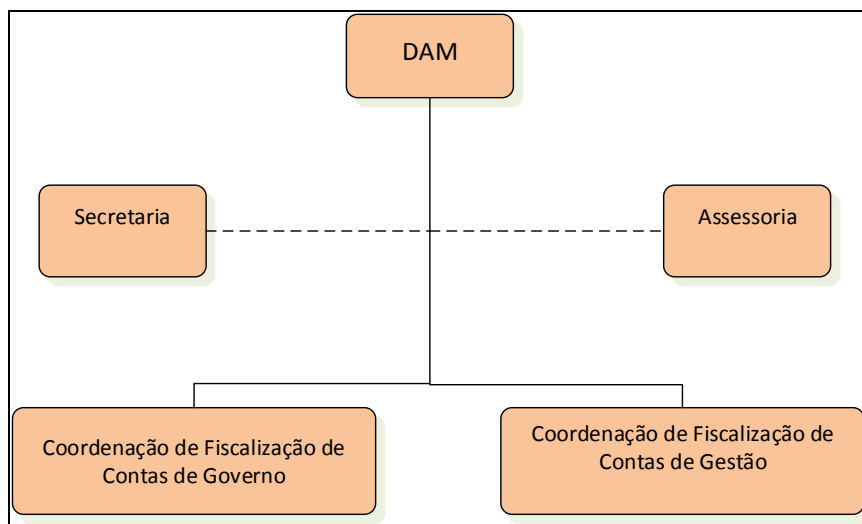 DAM
Secretaria
Assessoria
Coordenação de Fiscalização de
Contas de Governo
Coordenação de Fiscalização de
Contas de Gestão